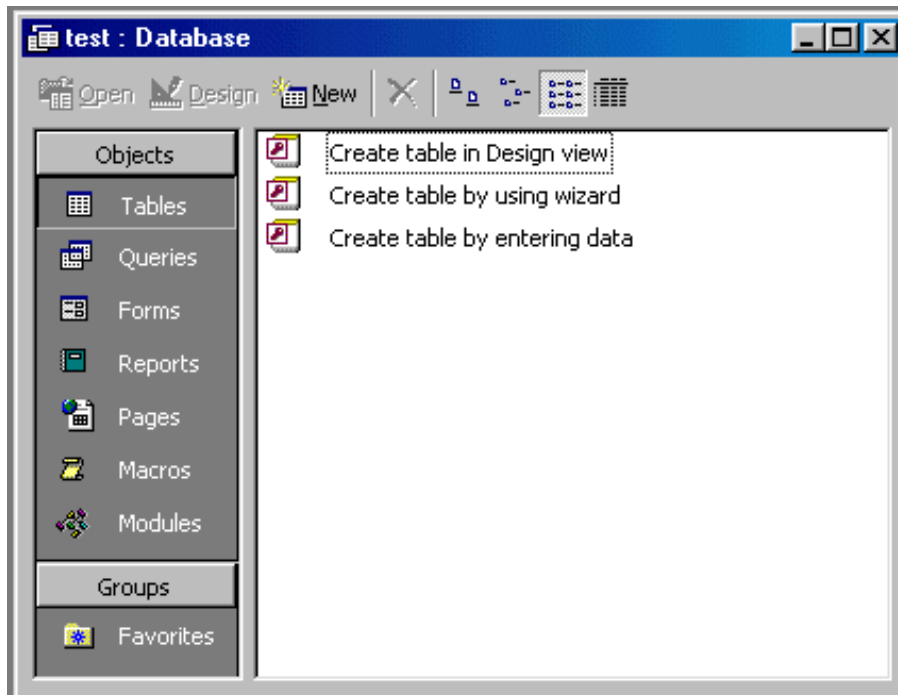 test : Database
Open Design New
Objects
Tables
Queries
Forms
Reports
Pages
Macros
Modules
Groups
Favorites
Create table in Design view
Create table by using wizard
Create table by entering data